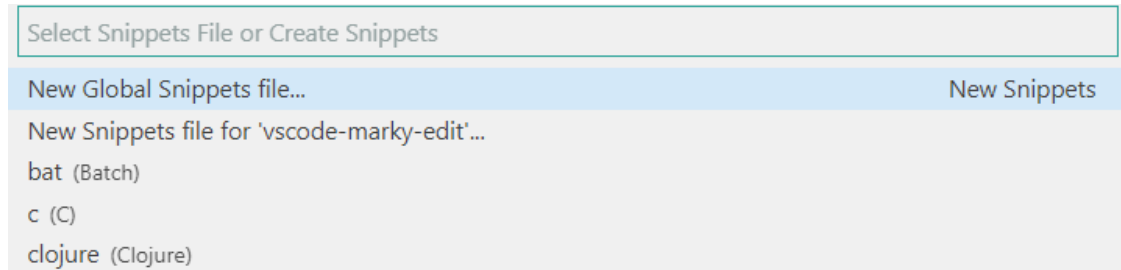 Select Snippets File or Create Snippets
New Global Snippets file... New Snippets
New Snippets file for 'vscode-marky-edit'...
bat (Batch)
c (C)
clojure (Clojure)